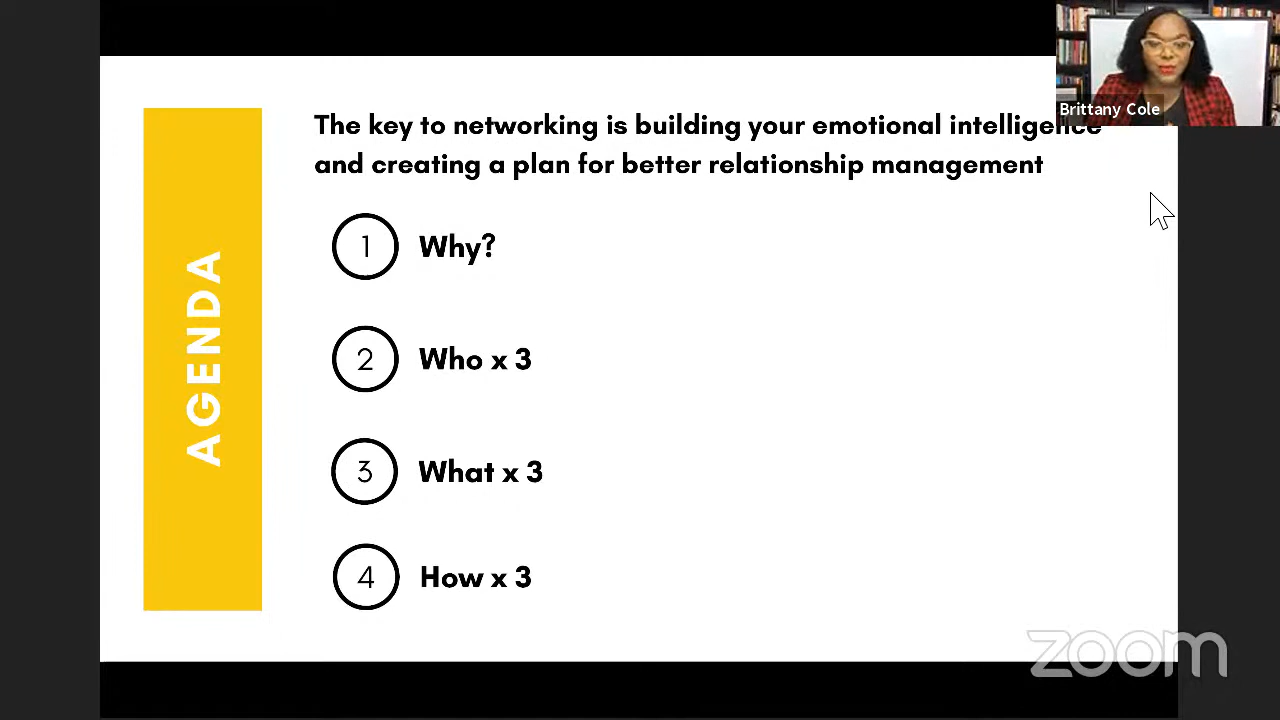 Brittany Cole
The key to networking is building your emotional intelligence
and creating a plan for better relationship management
AGENDA
1 Why?
2 Who x 3
3 What x 3
4 How x 3
zoom